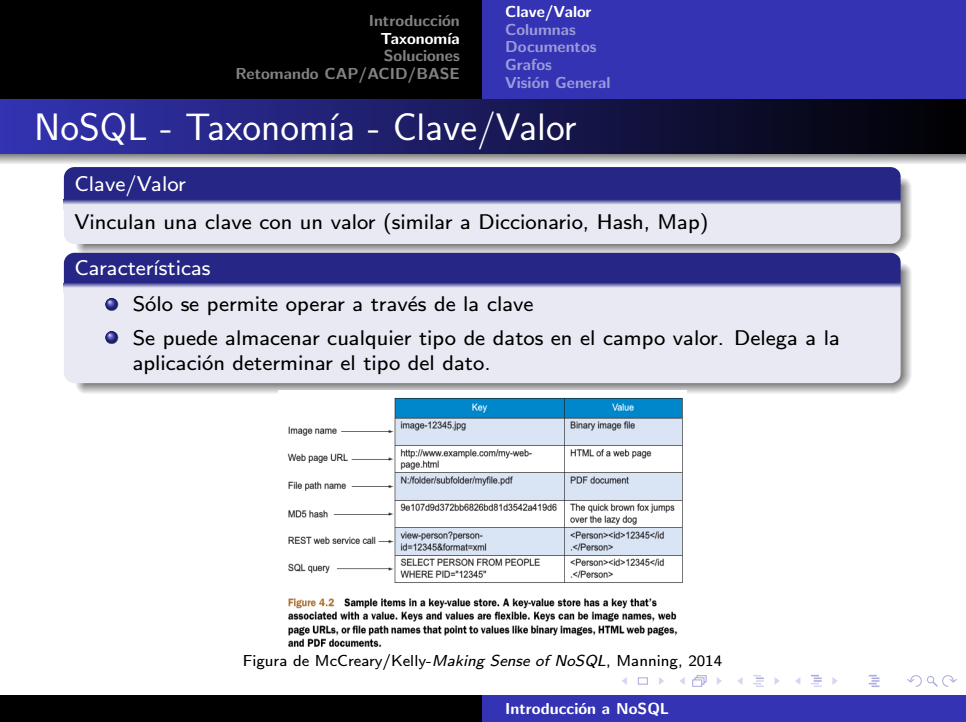 Introducción
Taxonomía
Soluciones
Retomando CAP/ACID/BASE
Clave/Valor
Columnas
Documentos
Grafos
Visión General
NoSQL - Taxonomía - Clave/Valor
Clave/Valor
Vinculan una clave con un valor (similar a Diccionario, Hash, Map)
Características
Sólo se permite operar a través de la clave
Se puede almacenar cualquier tipo de datos en el campo valor. Delega a la
aplicación determinar el tipo del dato.
Key Value
Image name image-12345.jpg Binary image file
Web page URL http://www.example.com/my-web-
page.html HTML of a web page
File path name N:/folder/subfolder/myfile.pdf PDF document
MD5 hash 9e107d9d372bb6826bd81d3542a419d6 The quick brown fox jumps
over the lazy dog
REST web service call view-person?person-
id=12345&format=xml <Person><id>12345</id
.</Person>
SQL query SELECT PERSON FROM PEOPLE
WHERE PID="12345" <Person><id>12345</id
.</Person>
Figure 4.2 Sample items in a key-value store. A key-value store has a key that's
associated with a value. Keys and values are flexible. Keys can be image names, web
page URLs, or file path names that point to values like binary images, HTML web pages,
and PDF documents.
Figura de McCreary/Kelly-Making Sense of NoSQL, Manning, 2014
Introducción a NoSQL